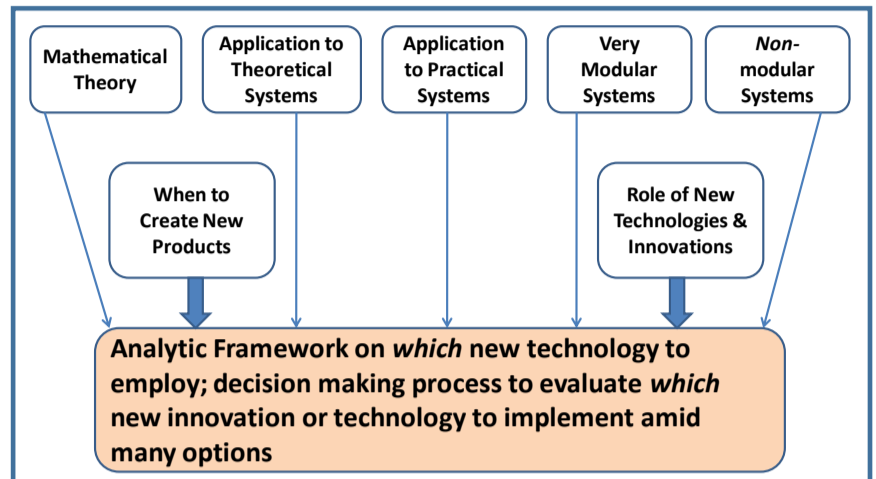 Mathematical
Theory
Application to
Theoretical
Systems
Application
to Practical
Systems
Very
Modular
Systems
Non-
modular
Systems
When to
Create New
Products
Role of New
Technologies &
Innovations
Analytic Framework on which new technology to
employ; decision making process to evaluate which
new innovation or technology to implement amid
many options